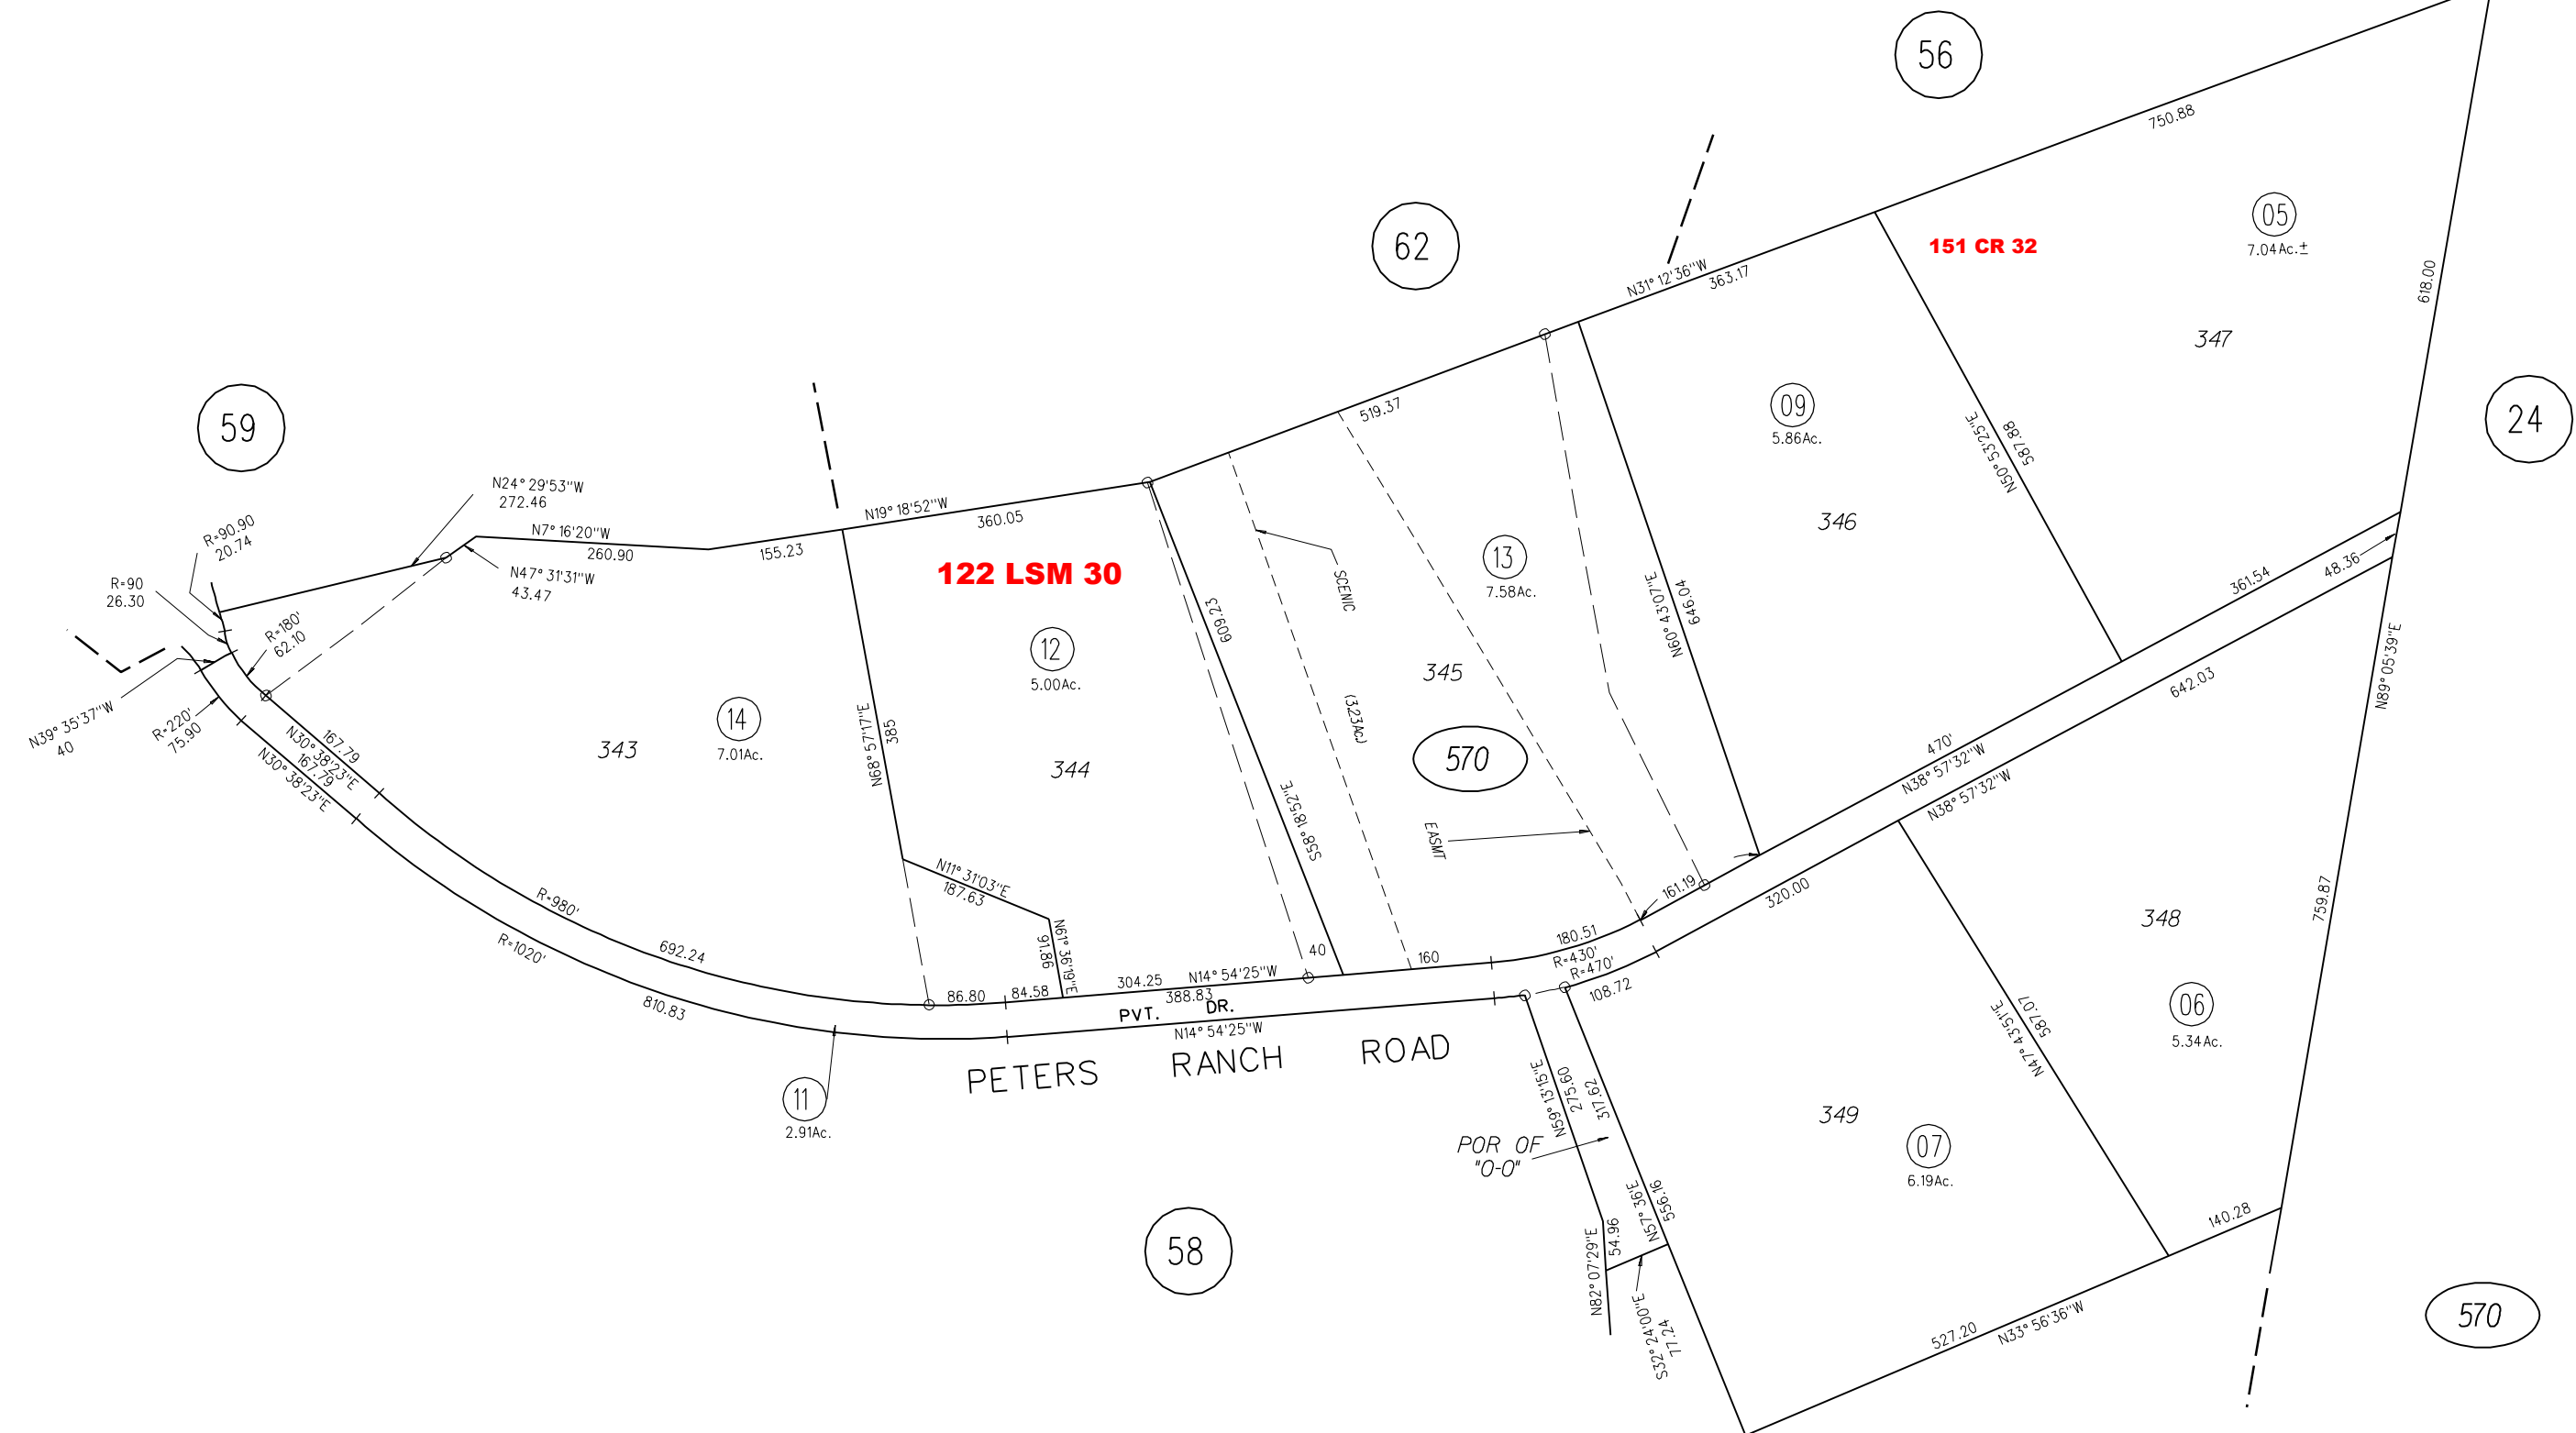 56
750.88
05
7.04Ac.±
151 CR 32
62
N31° 12'36"W
363.17
618.00
347
59
519.37
09
5.86Ac.
24
N50° 53'25"E
587.88
N24° 29'53"W
272.46
N19° 18'52"W
360.05
346
R=90.90
20.74
N7° 16'20"W
260.90
155.23
13
7.58Ac.
R=90
26.30
N47° 31'31"W
43.47
122 LSM 30
SCENIC
361.54
48.36
R=180'
62.10
609.23
N60° 43'07"E
646.04
12
5.00Ac.
345
N89° 05'39"E
642.03
N39° 35'37"W
40
R=220'
75.90
14
7.01Ac.
343
N68° 57'17"E
385
344
(3.23Ac.)
570
470'
N38° 57'32"W
N38° 57'32"W
167.79
N30° 38'23"E
167.79
N30° 38'23"E
S58° 18'52"E
EASMT
N11° 31'03"E
187.63
161.19
320.00
348
759.87
R=980'
R=1020'
692.24
N61° 36'19"E
91.86
180.51
R=430'
R=470'
108.72
40
160
86.80
84.58
304.25
N14° 54'25"W
388.83
810.83
PVT. DR.
N14° 54'25"W
PETERS RANCH ROAD
06
5.34Ac.
N47° 43'51"E
587.07
11
2.91Ac.
N59° 13'15"E
275.60
317.62
POR OF
"O-O"
349
07
6.19Ac.
N57° 36'E
556.16
58
54.96
N82° 07'29"E
140.28
S32° 24'00"E
77.24
527.20
N33° 56'36"W
570